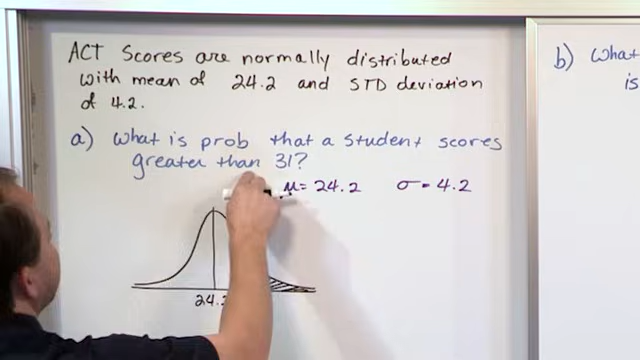 ACT Scores are normally distributed
with mean of 24.2 and STD deviation
of 4.2.
a) What is prob that a student scores
greater than 31?
μ = 24.2 σ = 4.2
24.
b) What
is